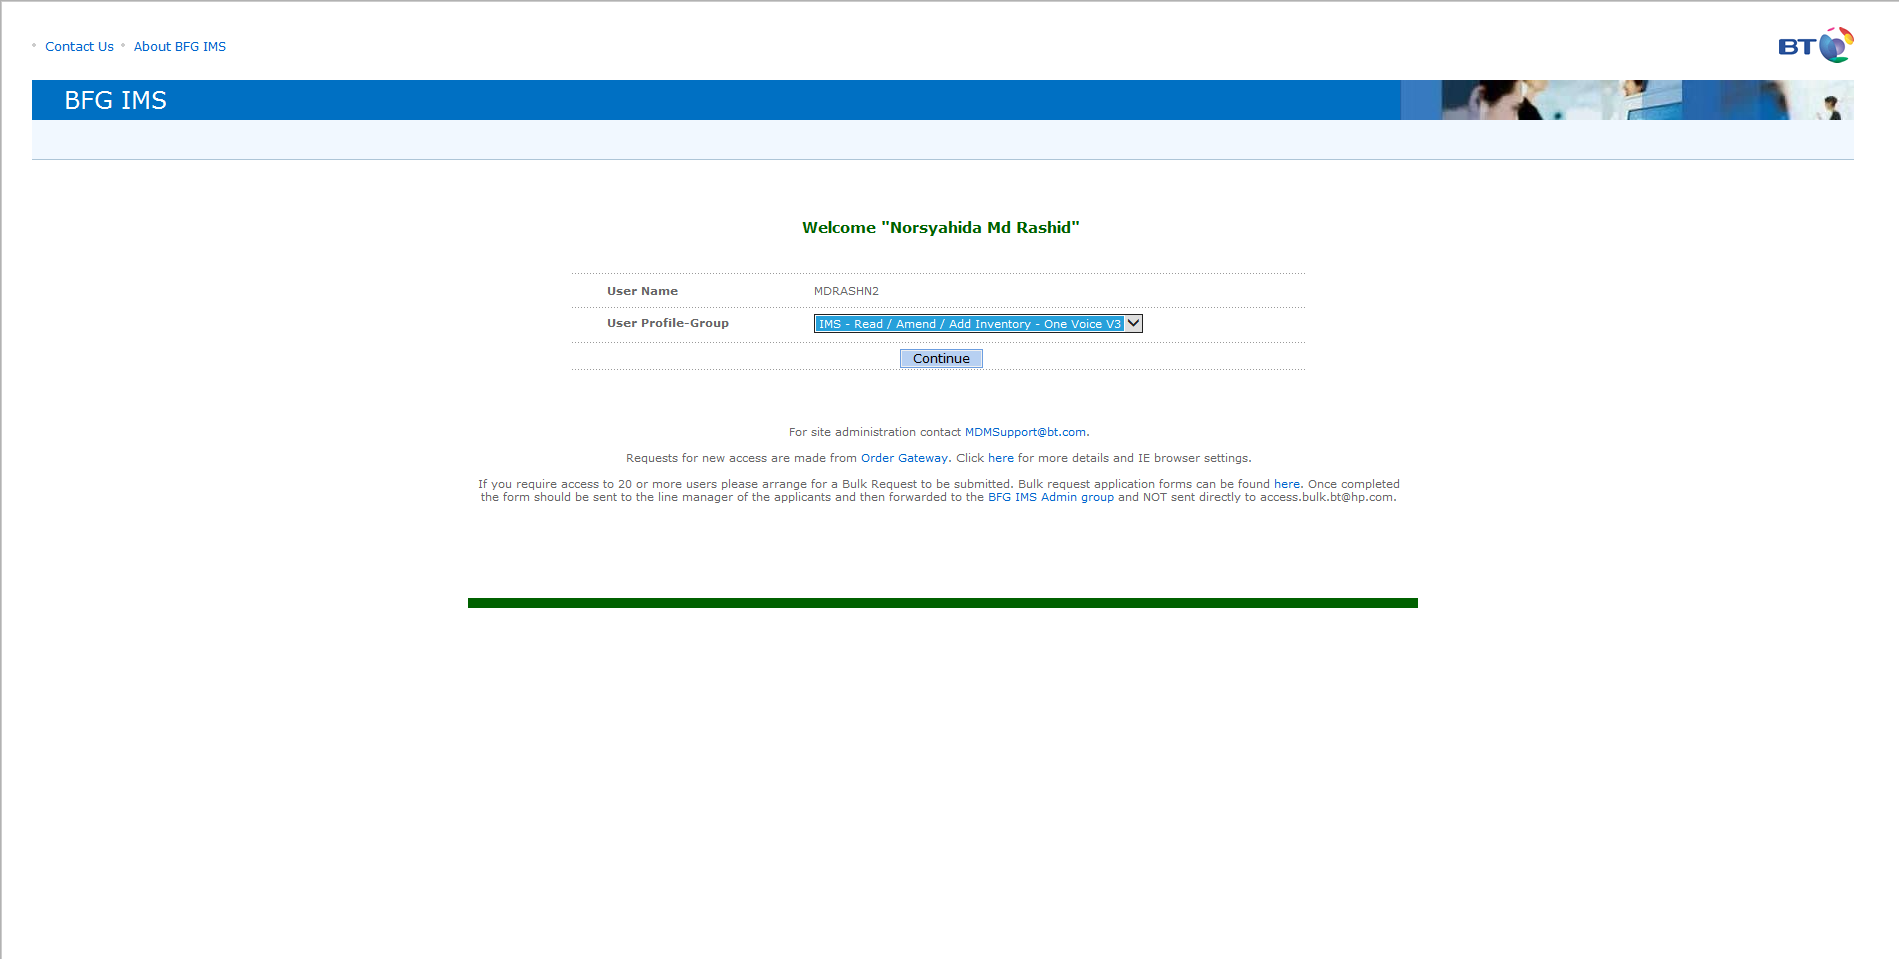 Contact Us About BFG IMS
BT
BFG IMS
Welcome "Norsyahida Md Rashid"
User Name MDRASHN2
User Profile-Group IMS - Read / Amend / Add Inventory - One Voice V3
Continue
For site administration contact MDMSupport@bt.com.
Requests for new access are made from Order Gateway. Click here for more details and IE browser settings.
If you require access to 20 or more users please arrange for a Bulk Request to be submitted. Bulk request application forms can be found here. Once completed
the form should be sent to the line manager of the applicants and then forwarded to the BFG IMS Admin group and NOT sent directly to access.bulk.bt@hp.com.